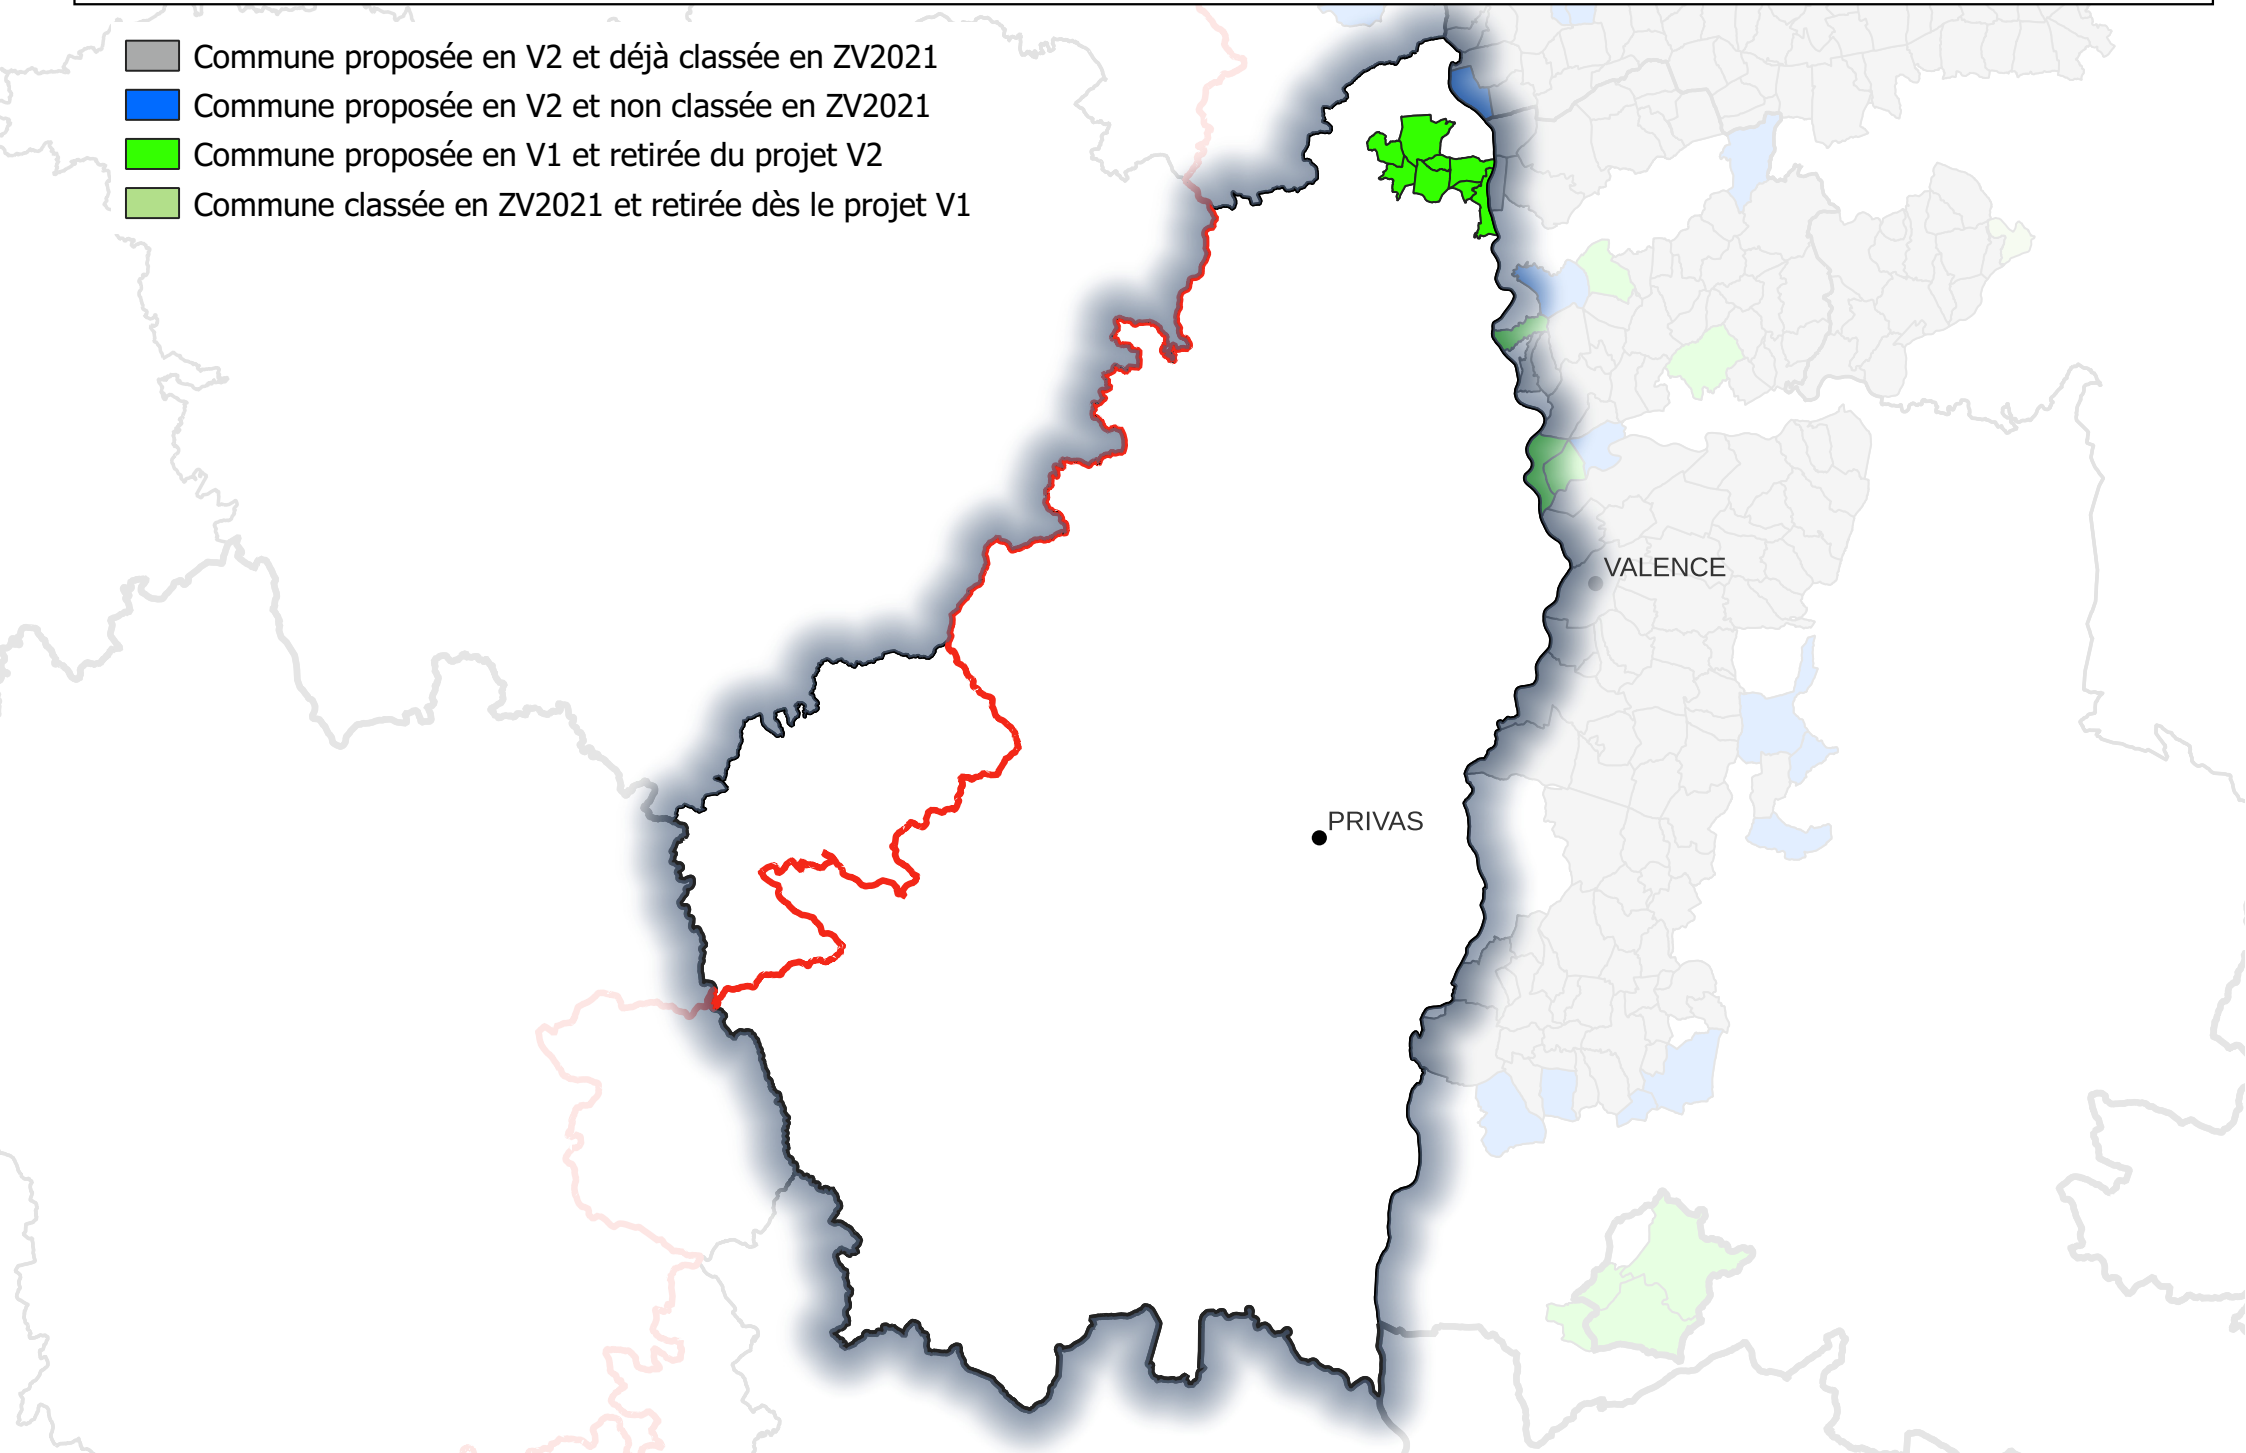 Commune proposée en V2 et déjà classée en ZV2021
Commune proposée en V2 et non classée en ZV2021
Commune proposée en V1 et retirée du projet V2
Commune classée en ZV2021 et retirée dès le projet V1
VALENCE
PRIVAS